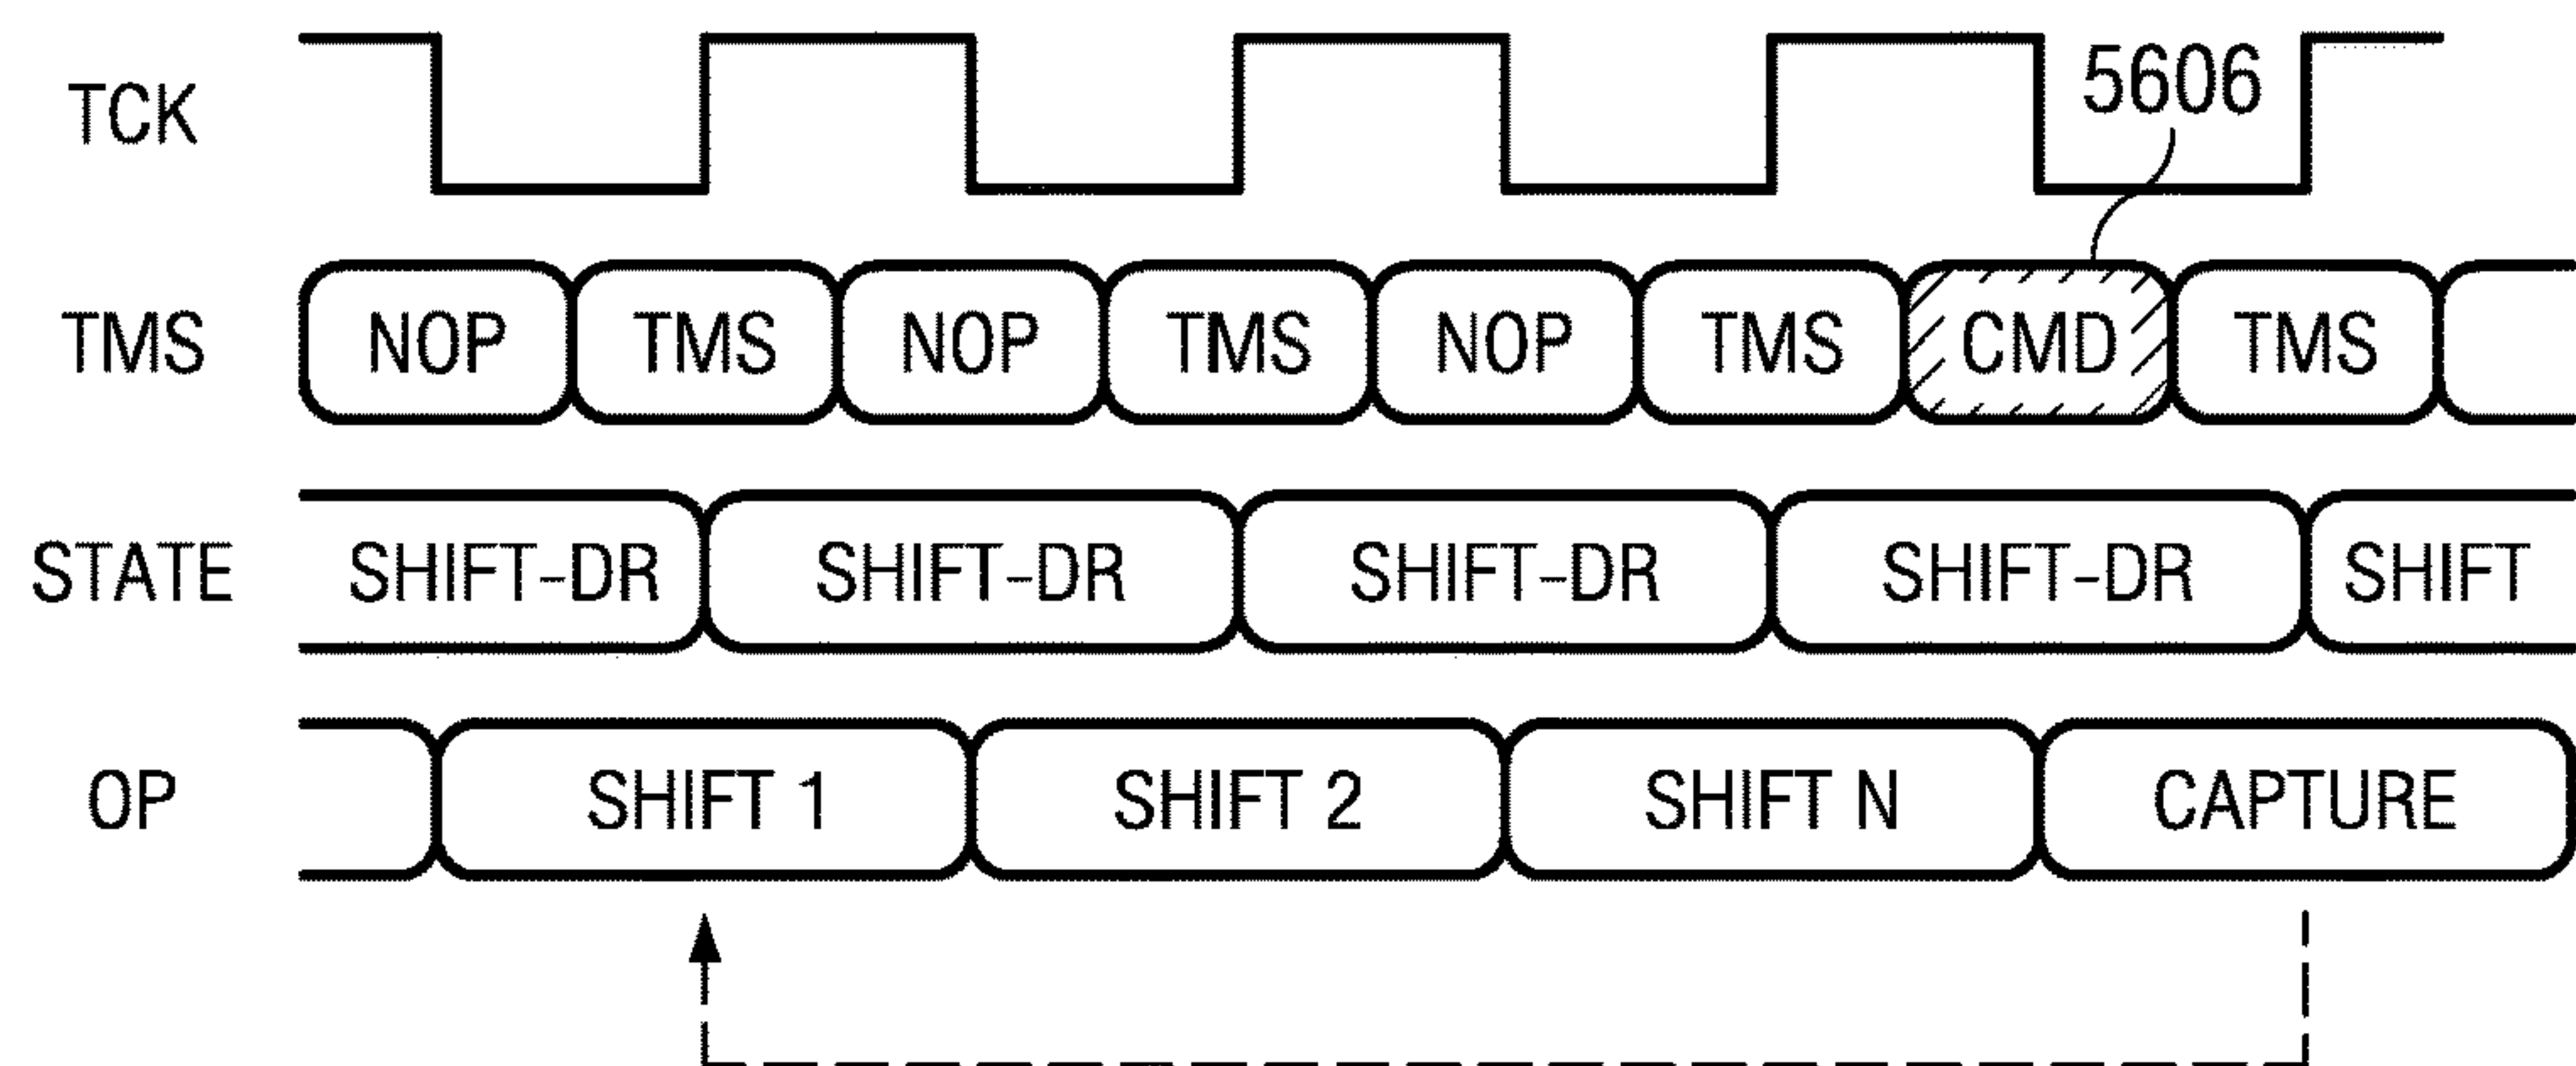 TCK 5606
TMS NOP TMS NOP TMS NOP TMS CMD TMS
STATE SHIFT-DR SHIFT-DR SHIFT-DR SHIFT-DR SHIFT
OP SHIFT 1 SHIFT 2 SHIFT N CAPTURE